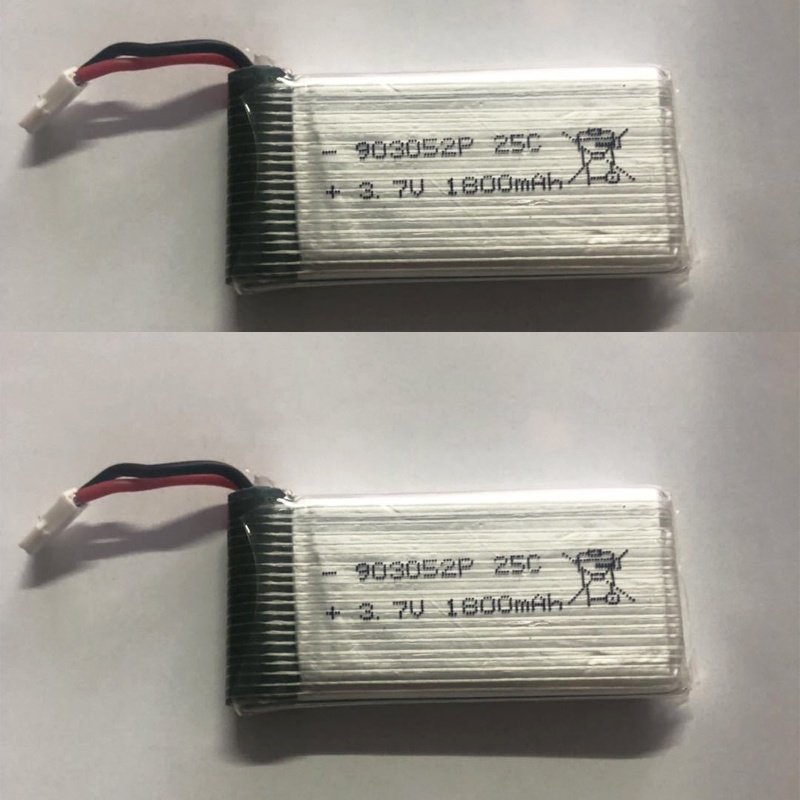 - 903052P 25C
+ 3.7V 1800mAh
- 903052P 25C
+ 3.7V 1800mAh